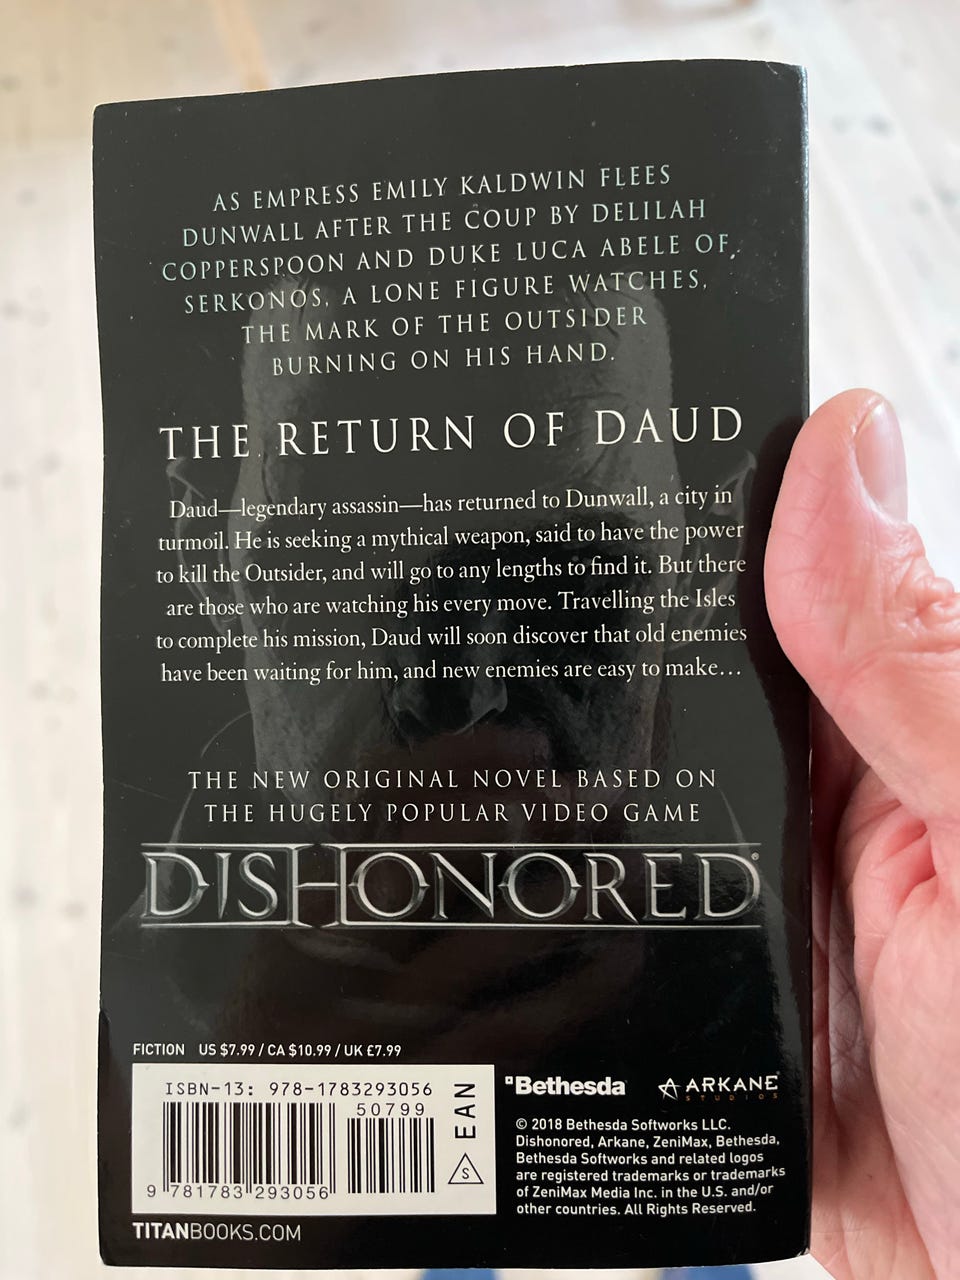 AS EMPRESS EMILY KALDWIN FLEES
DUNWALL AFTER THE COUP BY DELILAH
COPPERSPOON AND DUKE LUCA ABELE OF
SERKONOS, A LONE FIGURE WATCHES,
THE MARK OF THE OUTSIDER
BURNING ON HIS HAND.
THE RETURN OF DAUD
Daud—legendary assassin—has returned to Dunwall, a city in
turmoil. He is seeking a mythical weapon, said to have the power
to kill the Outsider, and will go to any lengths to find it. But there
are those who are watching his every move. Travelling the Isles
to complete his mission, Daud will soon discover that old enemies
have been waiting for him, and new enemies are easy to make…
THE NEW ORIGINAL NOVEL BASED ON
THE HUGELY POPULAR VIDEO GAME
DISHONORED®
FICTION US $7.99 / CA $10.99 / UK £7.99
ISBN-13: 978-1783293056
50799
EAN
S
9 781783 293056
TITANBOOKS.COM
Bethesda
ARKANE
STUDIOS
© 2018 Bethesda Softworks LLC.
Dishonored, Arkane, ZeniMax, Bethesda,
Bethesda Softworks and related logos
are registered trademarks or trademarks
of ZeniMax Media Inc. in the U.S. and/or
other countries. All Rights Reserved.